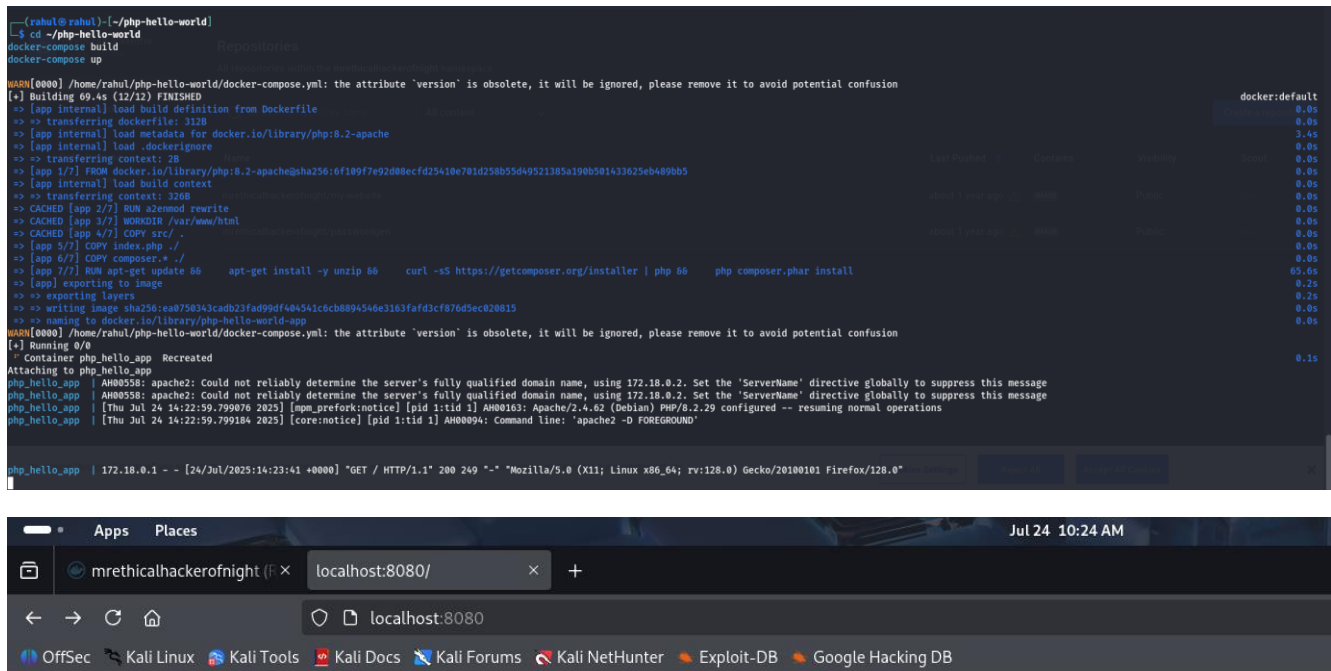 (rahul㉿rahul)-[~/php-hello-world]
$ cd ~/php-hello-world
docker-compose build
docker-compose up
Repositories
WARN[0000] /home/rahul/php-hello-world/docker-compose.yml: the attribute `version` is obsolete, it will be ignored, please remove it to avoid potential confusion
[+] Building 69.4s (12/12) FINISHED docker:default
=> [app internal] load build definition from Dockerfile 0.0s
=> => transferring dockerfile: 312B 0.0s
=> [app internal] load metadata for docker.io/library/php:8.2-apache 3.4s
=> [app internal] load .dockerignore 0.0s
=> => transferring context: 2B 0.0s
=> [app 1/7] FROM docker.io/library/php:8.2-apache@sha256:6f109f7e92d08ecfd25410e701d258b55d49521385a190b501433625eb489bb5 0.0s
=> [app internal] load build context 0.0s
=> => transferring context: 326B 0.0s
=> CACHED [app 2/7] RUN a2enmod rewrite 0.0s
=> CACHED [app 3/7] WORKDIR /var/www/html 0.0s
=> CACHED [app 4/7] COPY src/ . 0.0s
=> [app 5/7] COPY index.php ./ 0.0s
=> [app 6/7] COPY composer.* ./ 0.0s
=> [app 7/7] RUN apt-get update && apt-get install -y unzip && curl -sS https://getcomposer.org/installer | php && php composer.phar install 65.6s
=> [app] exporting to image 0.2s
=> => exporting layers 0.2s
=> => writing image sha256:ea0750343cadb23fad99df404541c6cb8894546e3163fafd3cf876d5ec020815 0.0s
=> => naming to docker.io/library/php-hello-world-app 0.0s
WARN[0000] /home/rahul/php-hello-world/docker-compose.yml: the attribute `version` is obsolete, it will be ignored, please remove it to avoid potential confusion
[+] Running 0/0
Container php_hello_app Recreated 0.1s
Attaching to php_hello_app
php_hello_app | AH00558: apache2: Could not reliably determine the server's fully qualified domain name, using 172.18.0.2. Set the 'ServerName' directive globally to suppress this message
php_hello_app | AH00558: apache2: Could not reliably determine the server's fully qualified domain name, using 172.18.0.2. Set the 'ServerName' directive globally to suppress this message
php_hello_app | [Thu Jul 24 14:22:59.799076 2025] [mpm_prefork:notice] [pid 1:tid 1] AH00163: Apache/2.4.62 (Debian) PHP/8.2.29 configured -- resuming normal operations
php_hello_app | [Thu Jul 24 14:22:59.799184 2025] [core:notice] [pid 1:tid 1] AH00094: Command line: 'apache2 -D FOREGROUND'
php_hello_app | 172.18.0.1 - - [24/Jul/2025:14:23:41 +0000] "GET / HTTP/1.1" 200 249 "-" "Mozilla/5.0 (X11; Linux x86_64; rv:128.0) Gecko/20100101 Firefox/128.0"
Apps Places Jul 24 10:24 AM
mrethicalhackerofnight (R localhost:8080/
localhost:8080
OffSec Kali Linux Kali Tools Kali Docs Kali Forums Kali NetHunter Exploit-DB Google Hacking DB